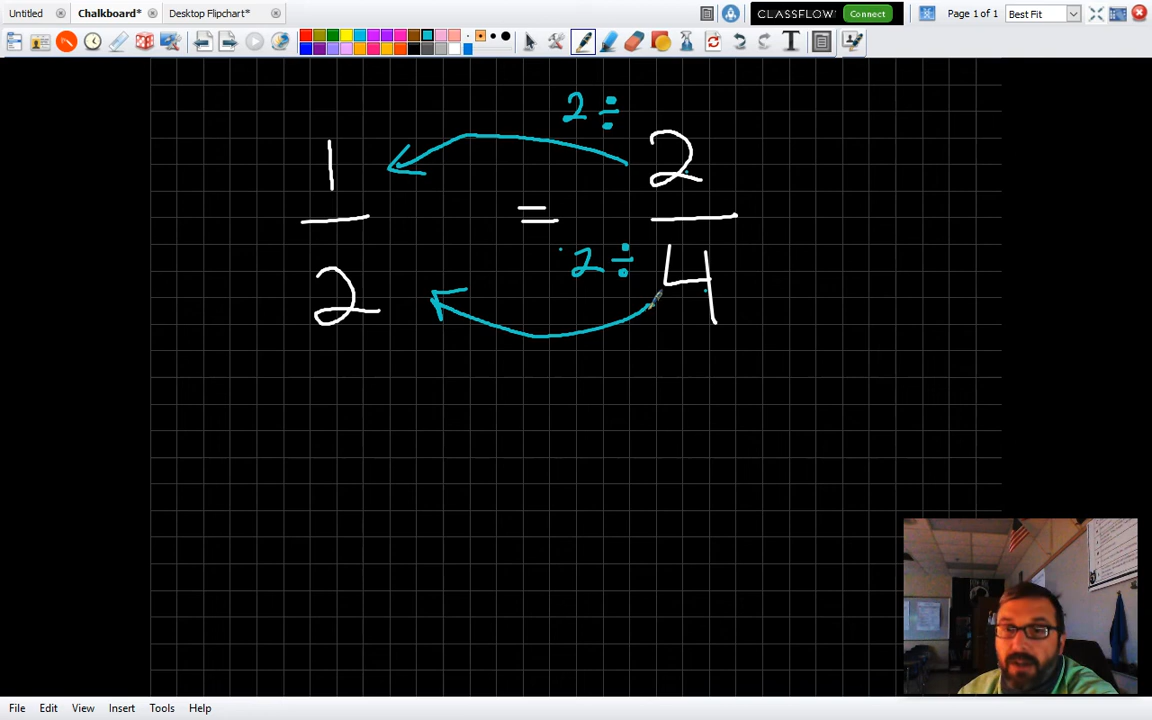 Untitled Chalkboard* Desktop Flipchart* CLASSFLOW Connect Page 1 of 1 Best Fit
T
2 ÷
1 2
=
2 ÷
2 4
File Edit View Insert Tools Help